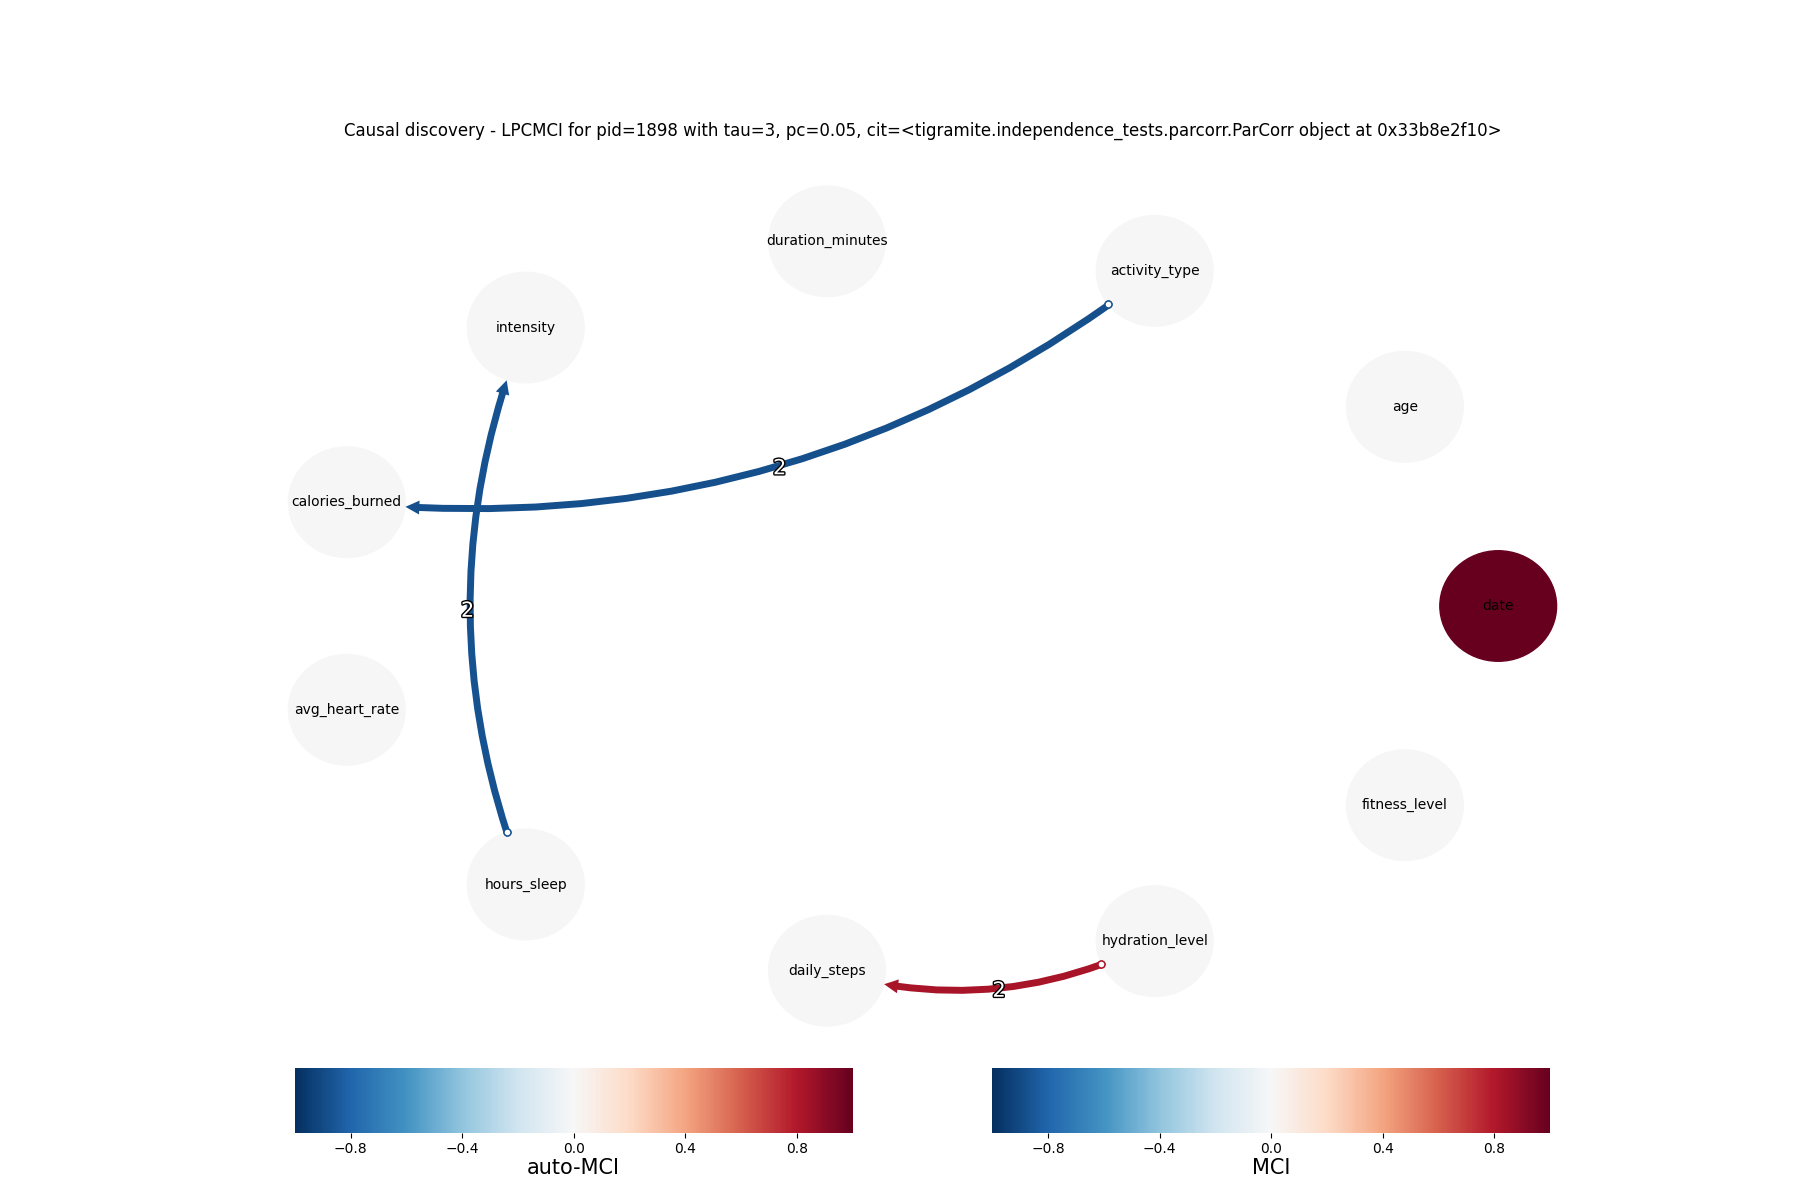 Causal discovery - LPCMCI for pid=1898 with tau=3, pc=0.05, cit=<tigramite.independence_tests.parcorr.ParCorr object at 0x33b8e2f10>
duration_minutes
activity_type
intensity
age
2
calories_burned
date
2
avg_heart_rate
fitness_level
hours_sleep
hydration_level
daily_steps
2
−0.8 −0.4 0.0 0.4 0.8
auto-MCI
−0.8 −0.4 0.0 0.4 0.8
MCI